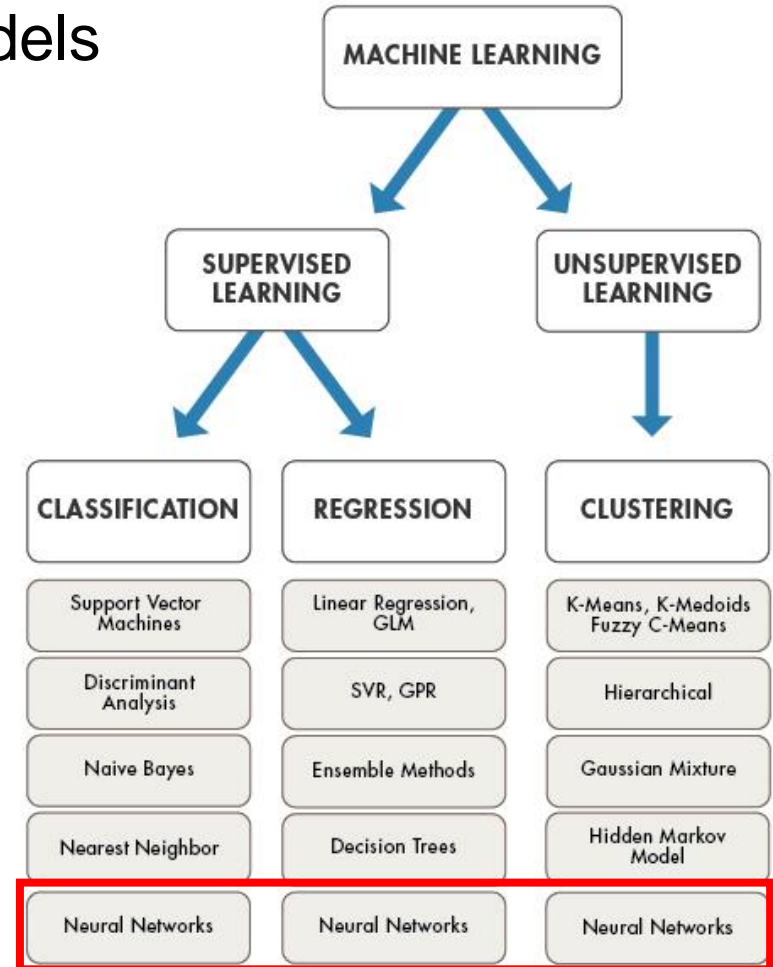 dels
MACHINE LEARNING
SUPERVISED
LEARNING
UNSUPERVISED
LEARNING
CLASSIFICATION
REGRESSION
CLUSTERING
Support Vector
Machines
Linear Regression,
GLM
K-Means, K-Medoids
Fuzzy C-Means
Discriminant
Analysis
SVR, GPR
Hierarchical
Naive Bayes
Ensemble Methods
Gaussian Mixture
Nearest Neighbor
Decision Trees
Hidden Markov
Model
Neural Networks
Neural Networks
Neural Networks